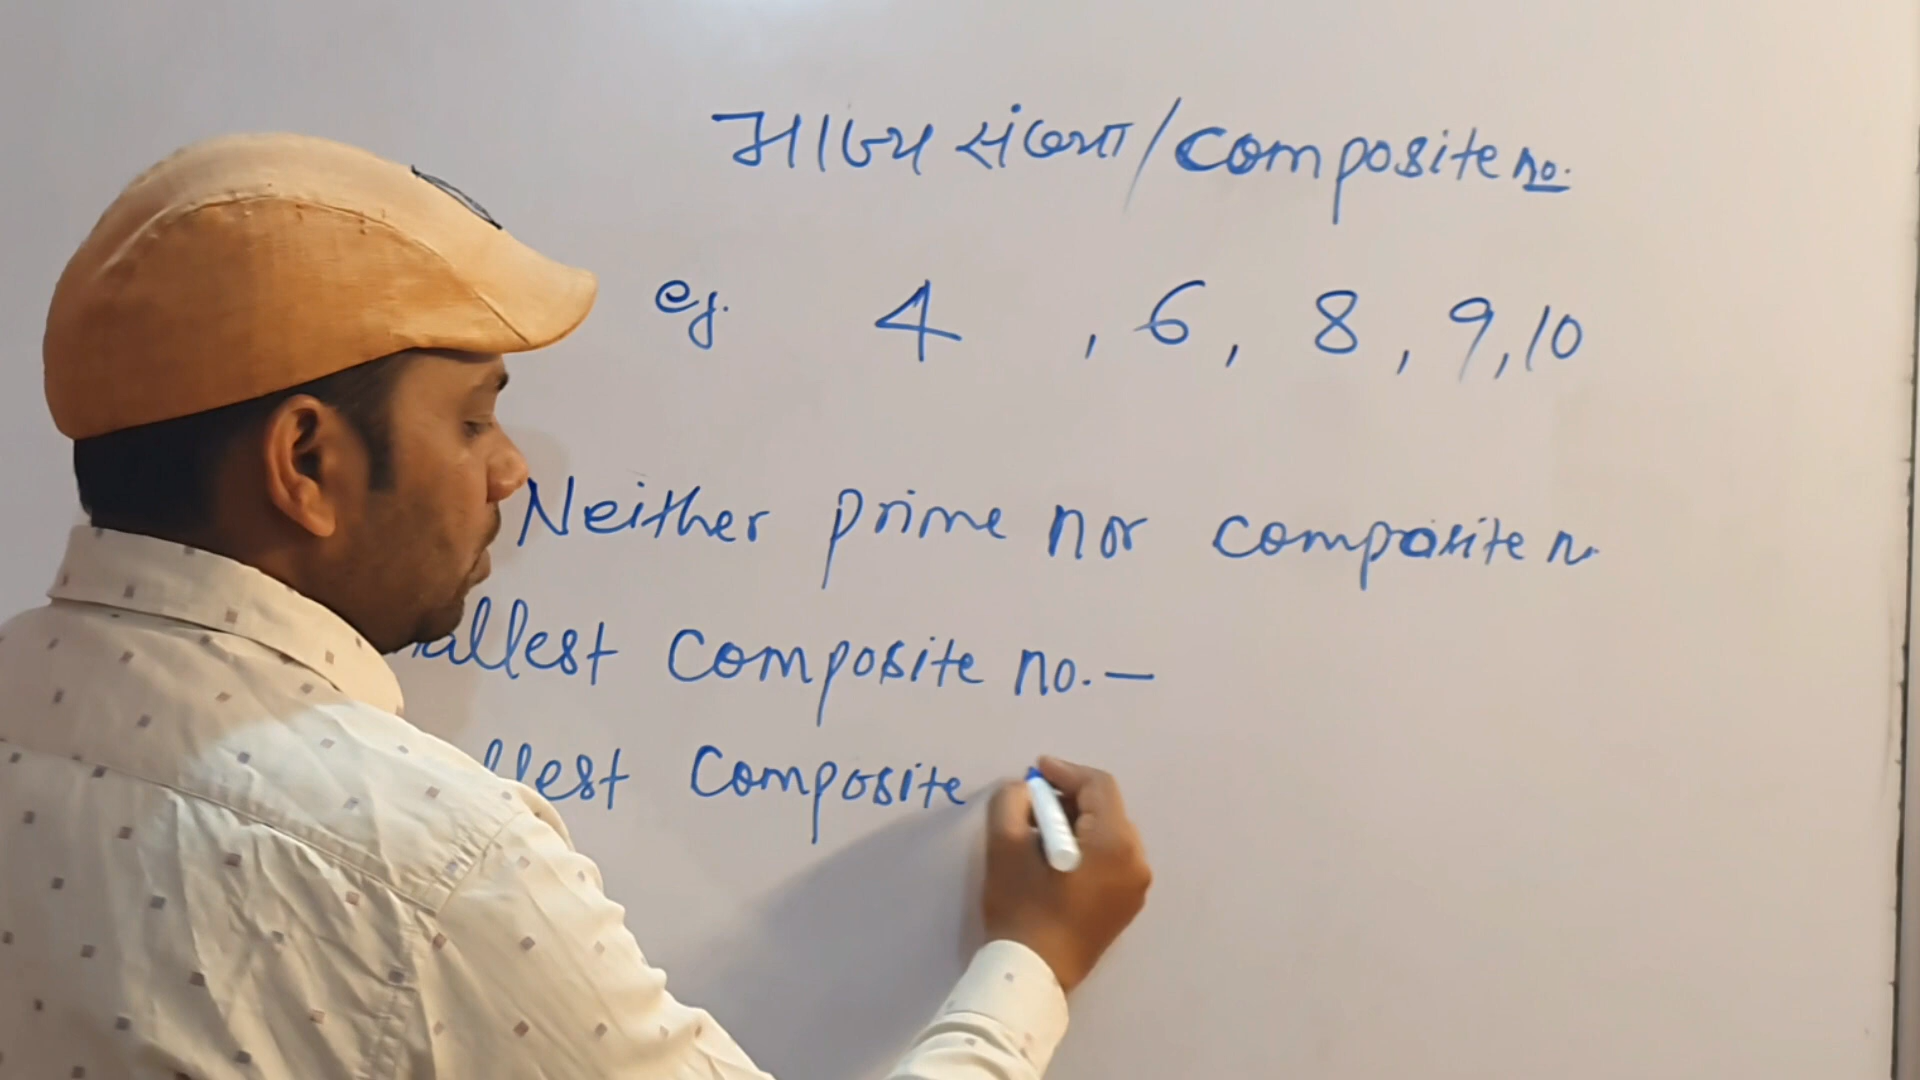 भाज्य संख्या/composite no.
eg. 4 , 6 , 8 , 9 , 10
Neither prime nor composite n
allest composite no. –
llest composite